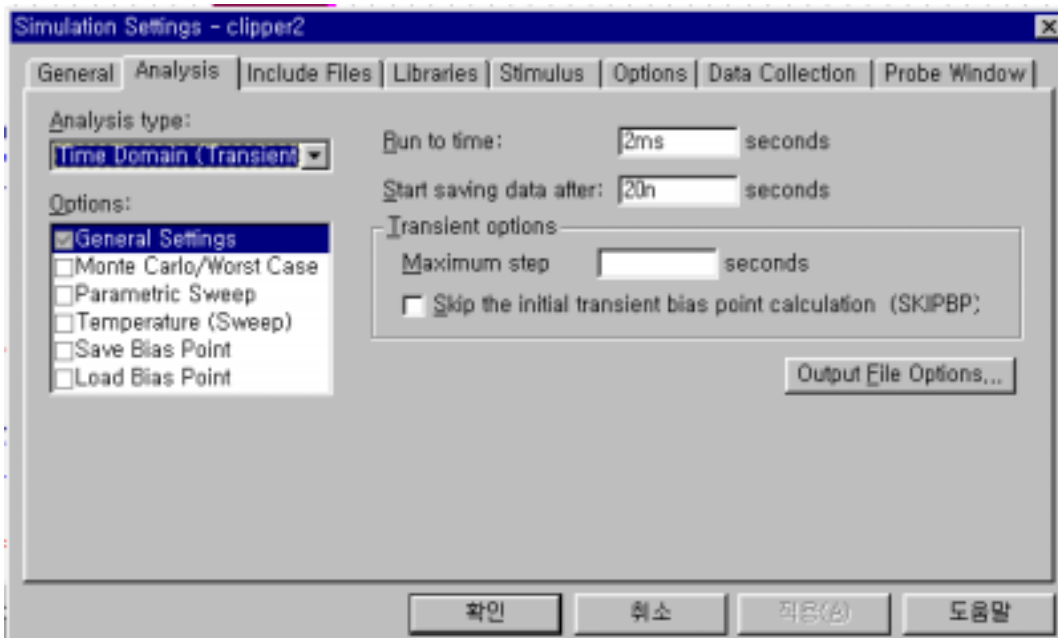 Simulation Settings - clipper2
General Analysis Include Files Libraries Stimulus Options Data Collection Probe Window
Analysis type:
Time Domain (Transient
Run to time: 2ms seconds
Start saving data after: 20n seconds
Options:
General Settings
Monte Carlo/Worst Case
Parametric Sweep
Temperature (Sweep)
Save Bias Point
Load Bias Point
Transient options
Maximum step seconds
Skip the initial transient bias point calculation (SKIPBP)
Output File Options...
확인 취소 적용(A) 도움말